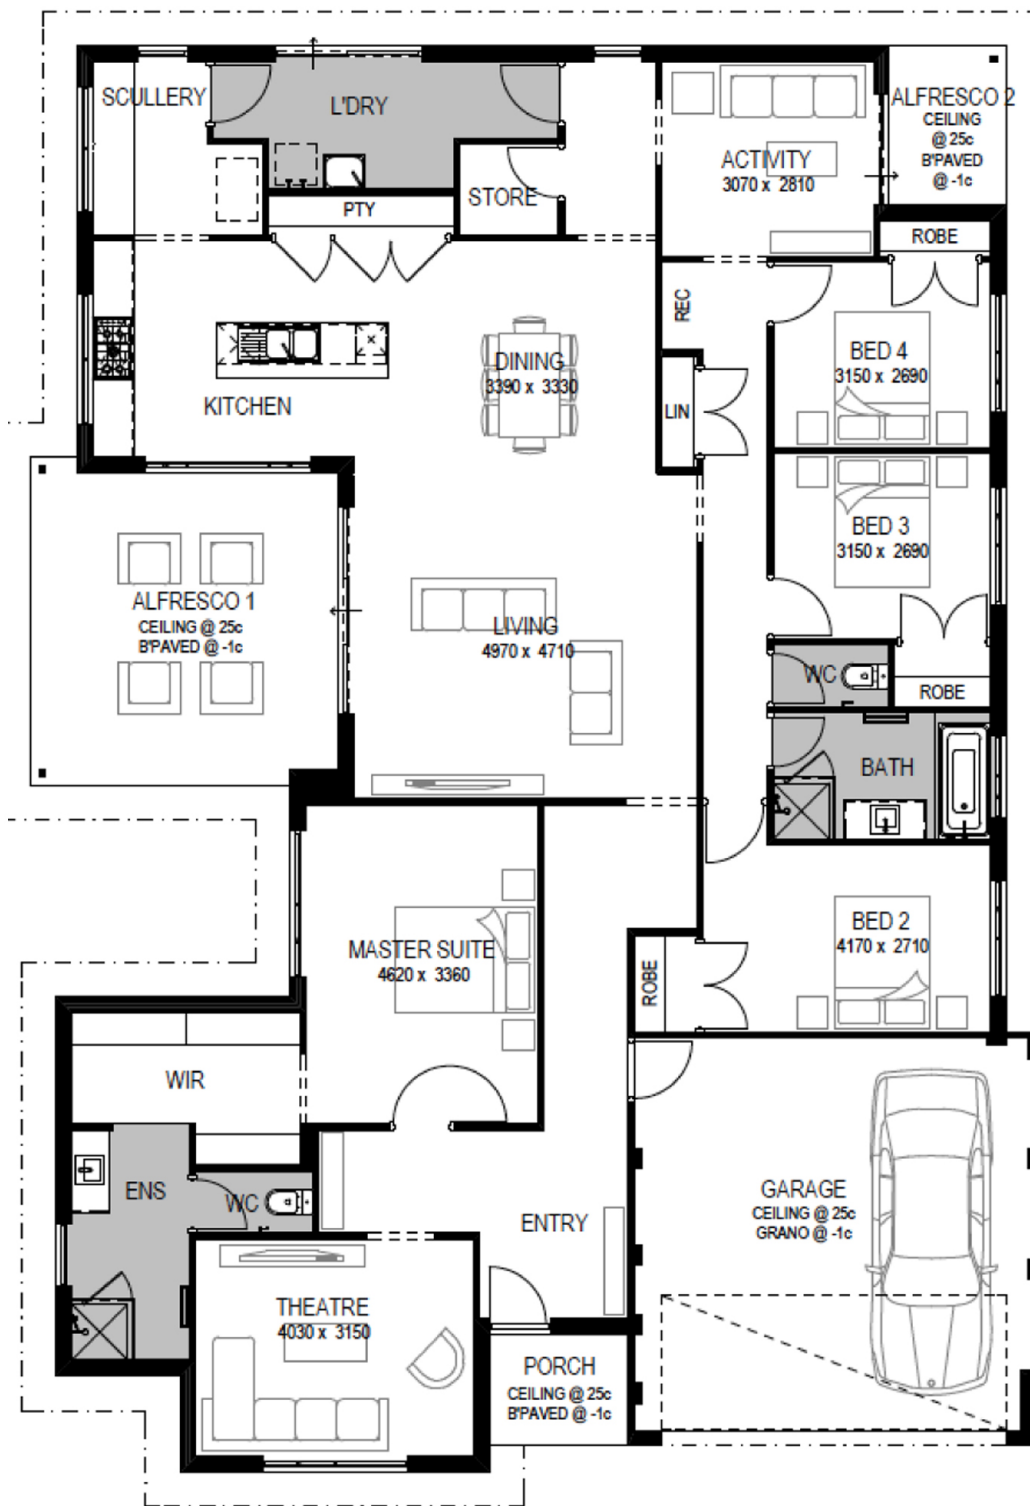 SCULLERY
L'DRY
ALFRESCO 2
CEILING
@ 25c
B'PAVED
@ -1c
ACTIVITY
3070 x 2810
STORE
PTY
ROBE
REC
BED 4
3150 x 2690
DINING
3390 x 3330
KITCHEN
LIN
BED 3
3150 x 2690
ALFRESCO 1
CEILING @ 25c
B'PAVED @ -1c
LIVING
4970 x 4710
WC
ROBE
BATH
BED 2
4170 x 2710
MASTER SUITE
4620 x 3360
ROBE
WIR
ENS
WC
ENTRY
GARAGE
CEILING @ 25c
GRANO @ -1c
THEATRE
4030 x 3150
PORCH
CEILING @ 25c
B'PAVED @ -1c